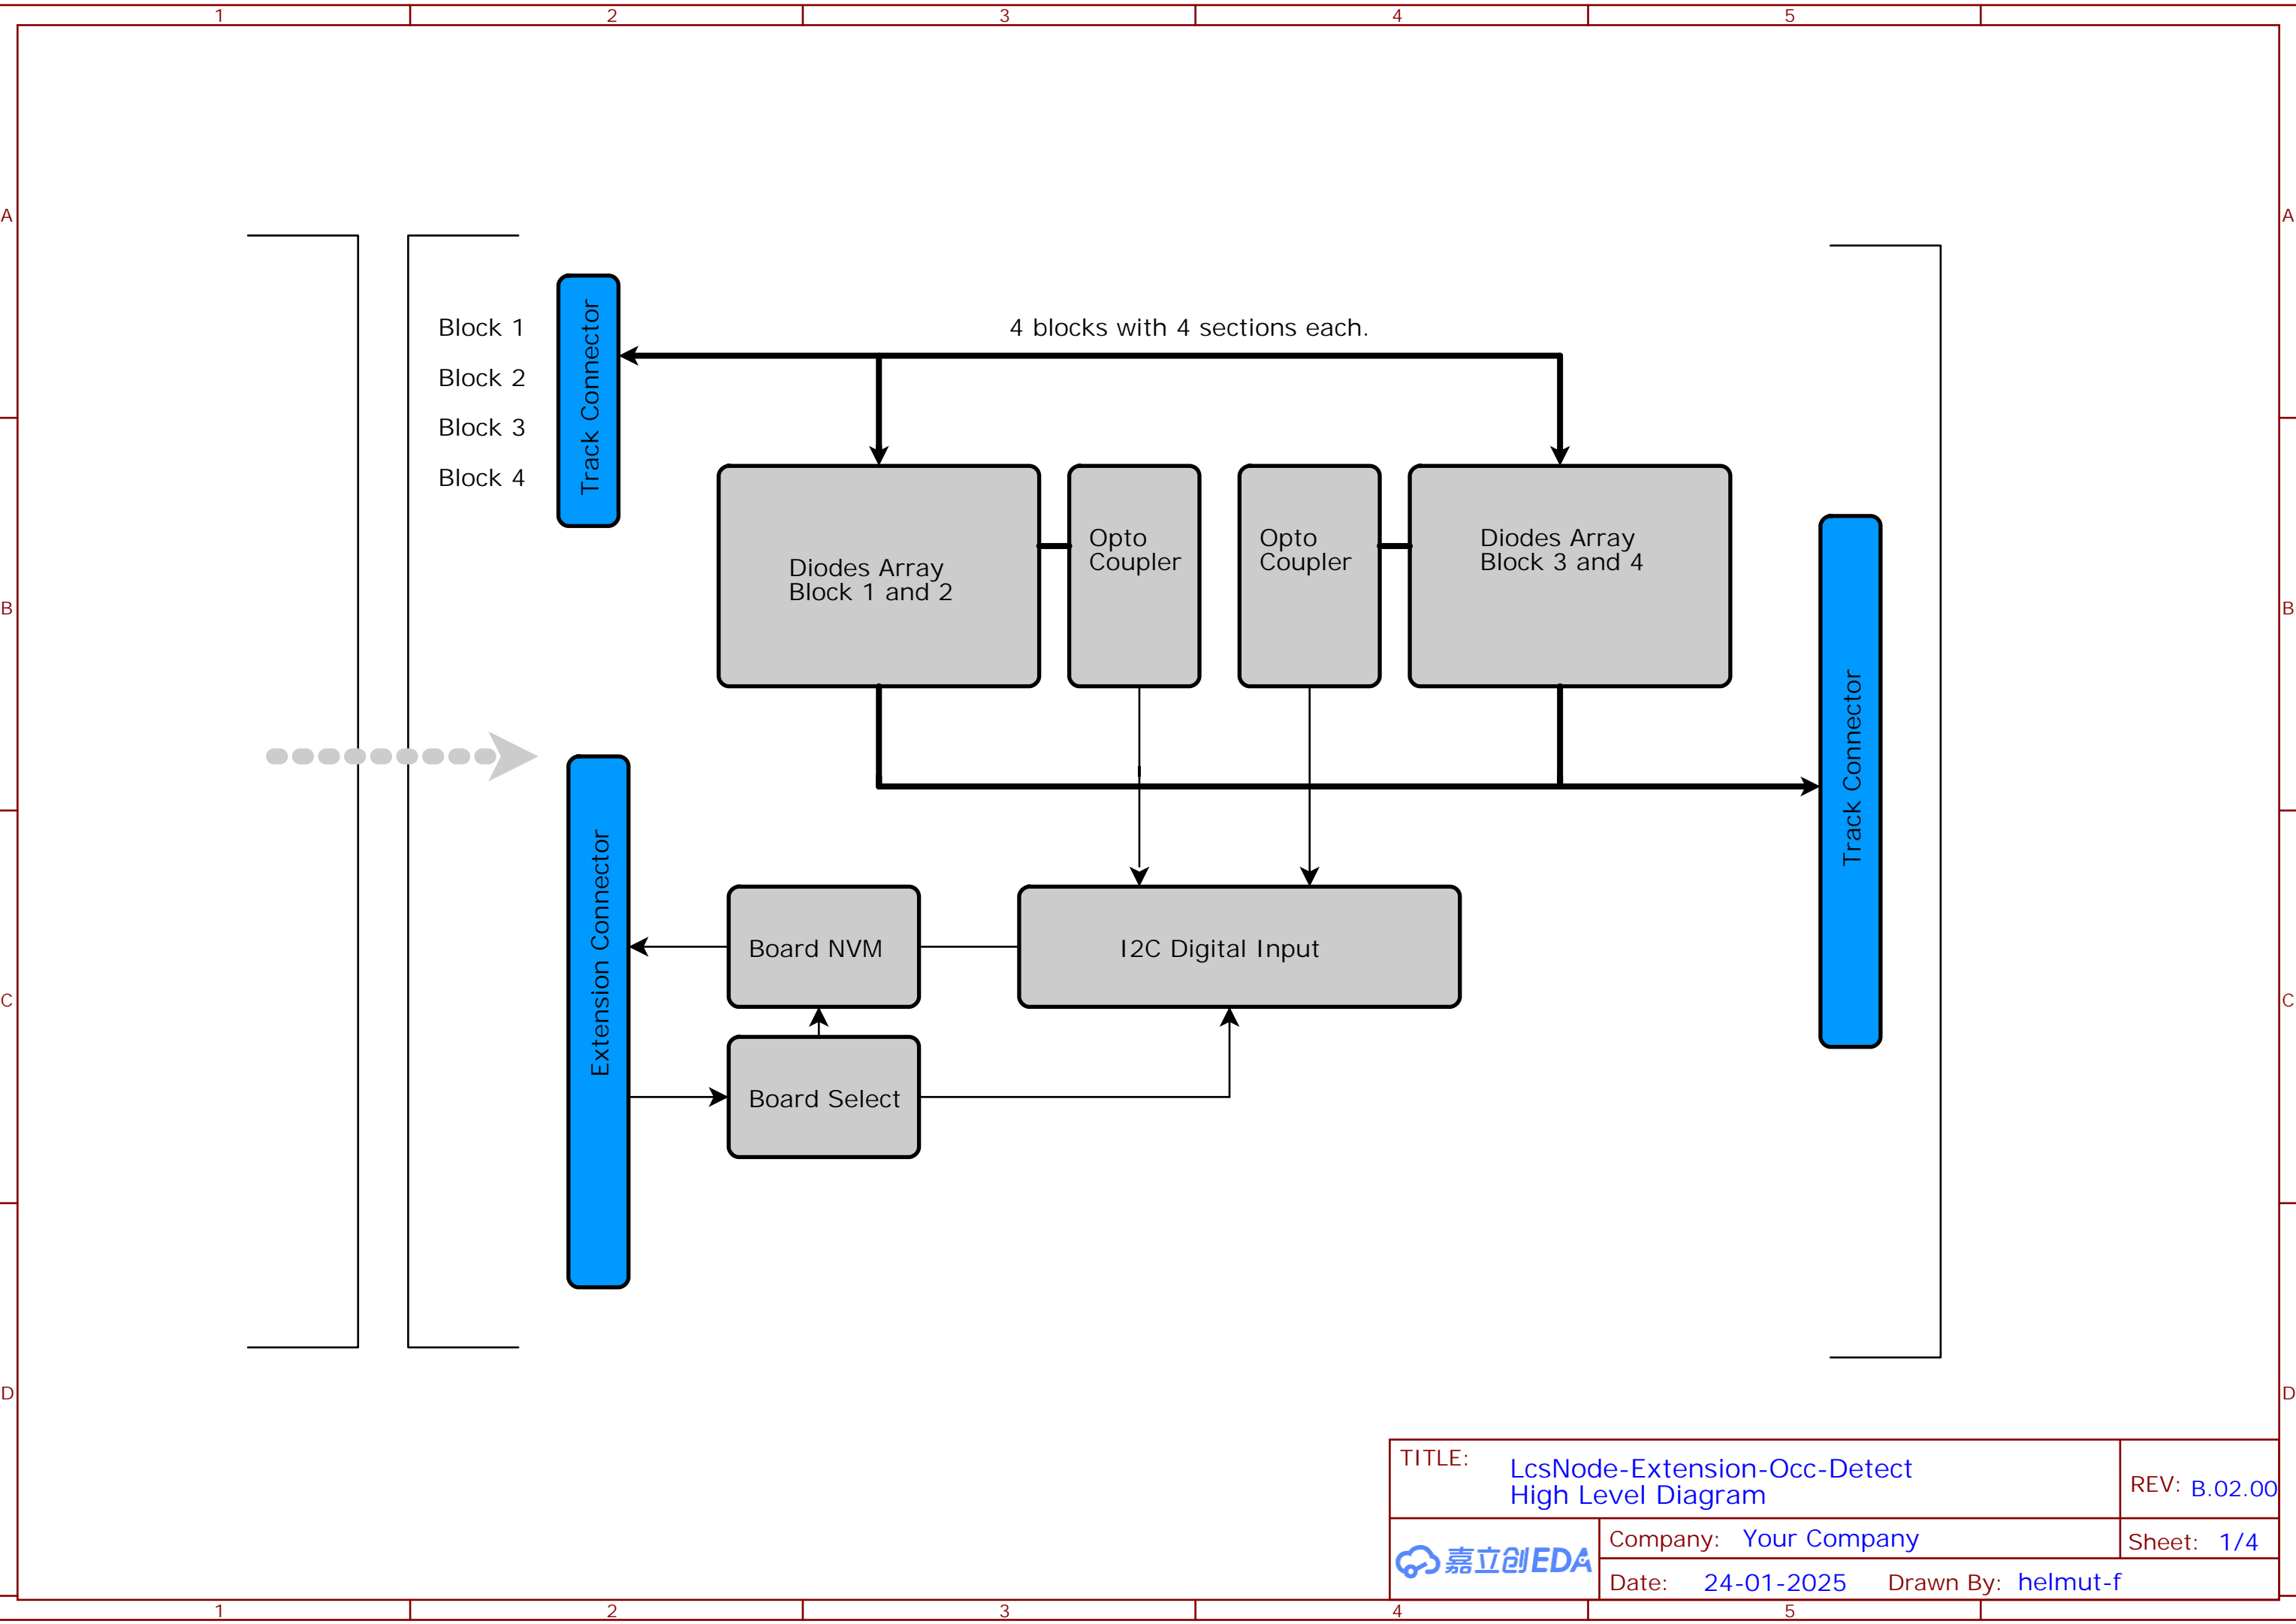 1
2
3
4
5
A
A
Block 1
Block 2
Block 3
Block 4
Track Connector
4 blocks with 4 sections each.
B
B
Diodes Array
Block 1 and 2
Opto
Coupler
Opto
Coupler
Diodes Array
Block 3 and 4
Track Connector
Extension Connector
Board NVM
I2C Digital Input
Board Select
C
C
D
D
TITLE:
LcsNode-Extension-Occ-Detect
High Level Diagram
REV: B.02.00
嘉立创EDA
Company: Your Company
Sheet: 1/4
Date: 24-01-2025 Drawn By: helmut-f
1
2
3
4
5